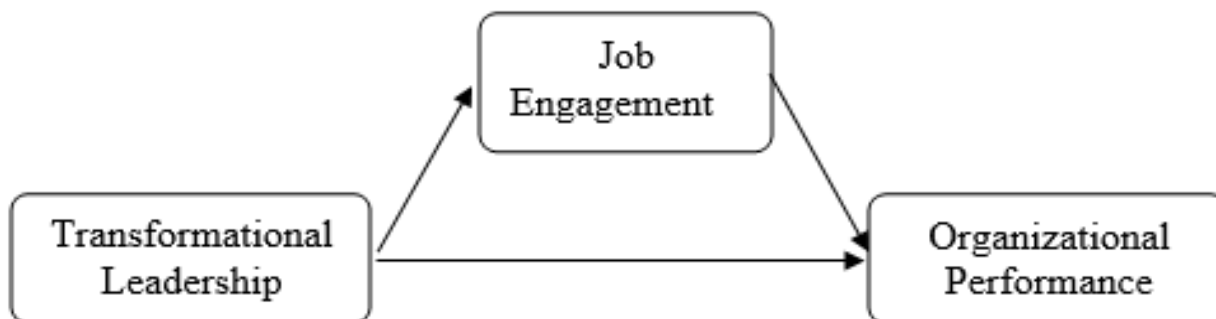 Job
Engagement
Transformational
Leadership
Organizational
Performance